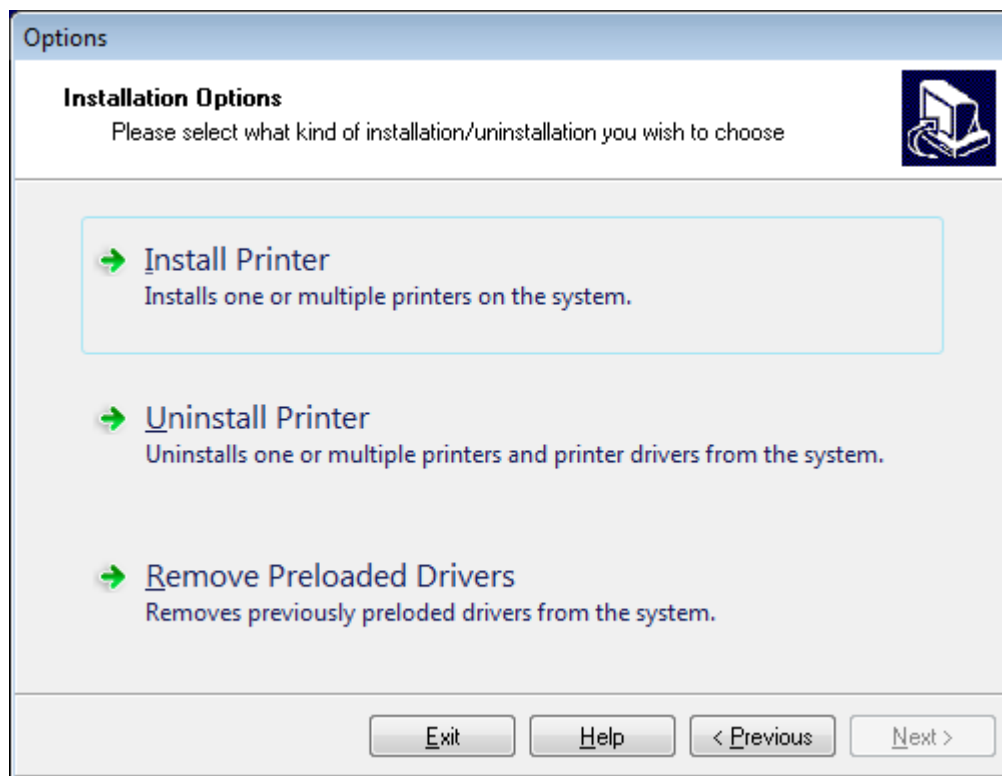 Options
Installation Options
Please select what kind of installation/uninstallation you wish to choose
Install Printer
Installs one or multiple printers on the system.
Uninstall Printer
Uninstalls one or multiple printers and printer drivers from the system.
Remove Preloaded Drivers
Removes previously preloded drivers from the system.
Exit Help < Previous Next >